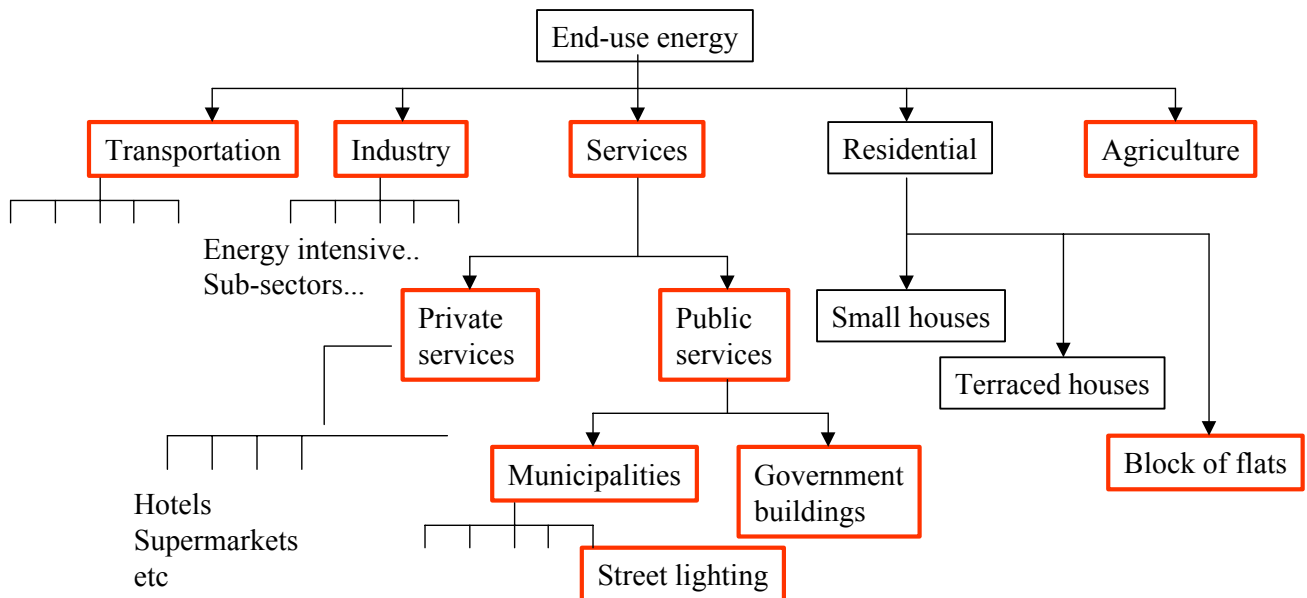 End-use energy
Transportation
Industry
Services
Residential
Agriculture
Energy intensive..
Sub-sectors...
Private
services
Public
services
Small houses
Terraced houses
Block of flats
Municipalities
Government
buildings
Hotels
Supermarkets
etc
Street lighting